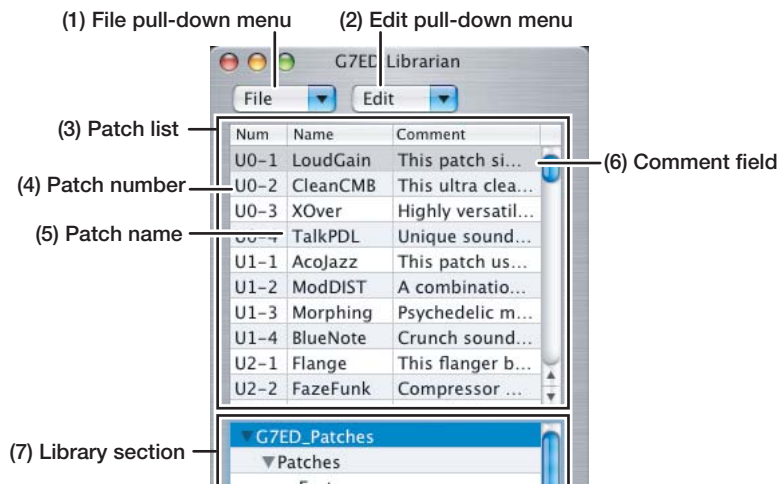 (1) File pull-down menu (2) Edit pull-down menu
G7ED Librarian
File Edit
(3) Patch list
Num Name Comment
U0-1 LoudGain This patch si...
(6) Comment field
(4) Patch number
U0-2 CleanCMB This ultra clea...
U0-3 XOver Highly versatil...
(5) Patch name
U0-4 TalkPDL Unique sound...
U1-1 AcoJazz This patch us...
U1-2 ModDIST A combinatio...
U1-3 Morphing Psychedelic m...
U1-4 BlueNote Crunch sound...
U2-1 Flange This flanger b...
U2-2 FazeFunk Compressor ...
G7ED_Patches
(7) Library section
Patches